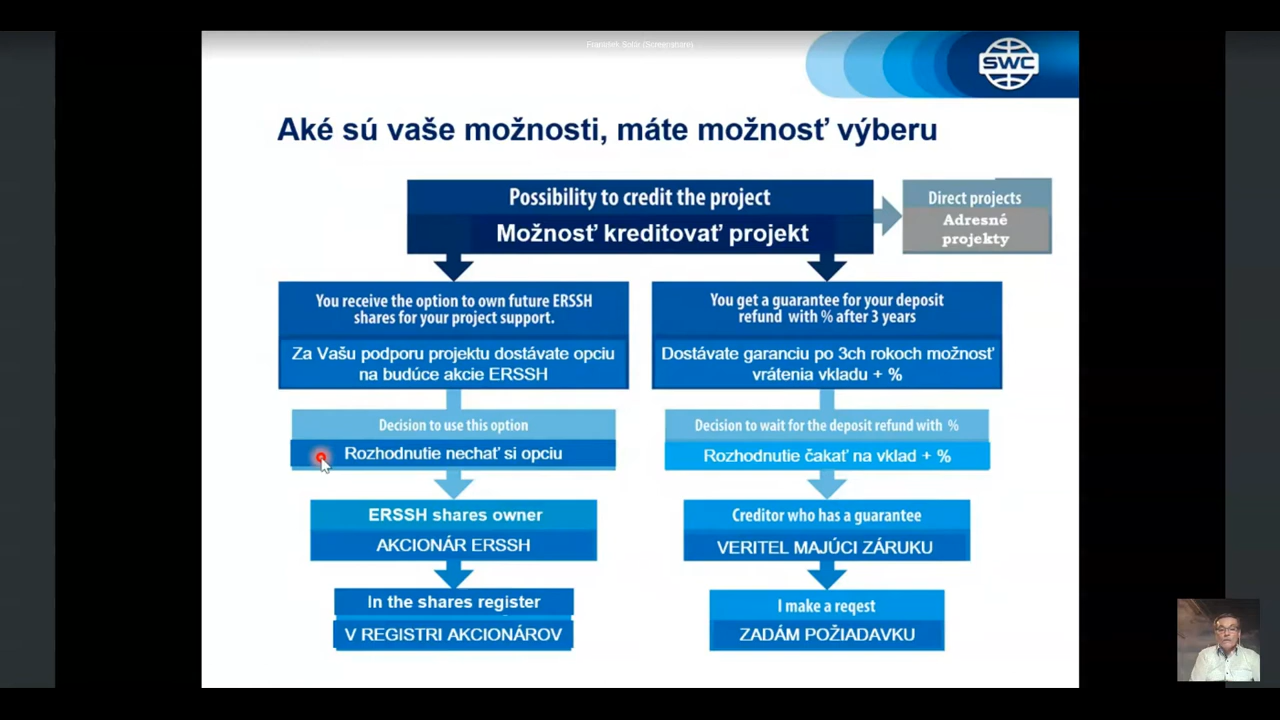 František Solár (Screenshare)
SWC
Aké sú vaše možnosti, máte možnosť výberu
Possibility to credit the project
Možnosť kreditovať projekt
Direct projects
Adresné
projekty
You receive the option to own future ERSSH
shares for your project support.
Za Vašu podporu projektu dostávate opciu
na budúce akcie ERSSH
Decision to use this option
Rozhodnutie nechať si opciu
ERSSH shares owner
AKCIONÁR ERSSH
In the shares register
V REGISTRI AKCIONÁROV
You get a guarantee for your deposit
refund with % after 3 years
Dostávate garanciu po 3ch rokoch možnosť
vrátenia vkladu + %
Decision to wait for the deposit refund with %
Rozhodnutie čakať na vklad + %
Creditor who has a guarantee
VERITEL MAJÚCI ZÁRUKU
I make a reqest
ZADÁM POŽIADAVKU